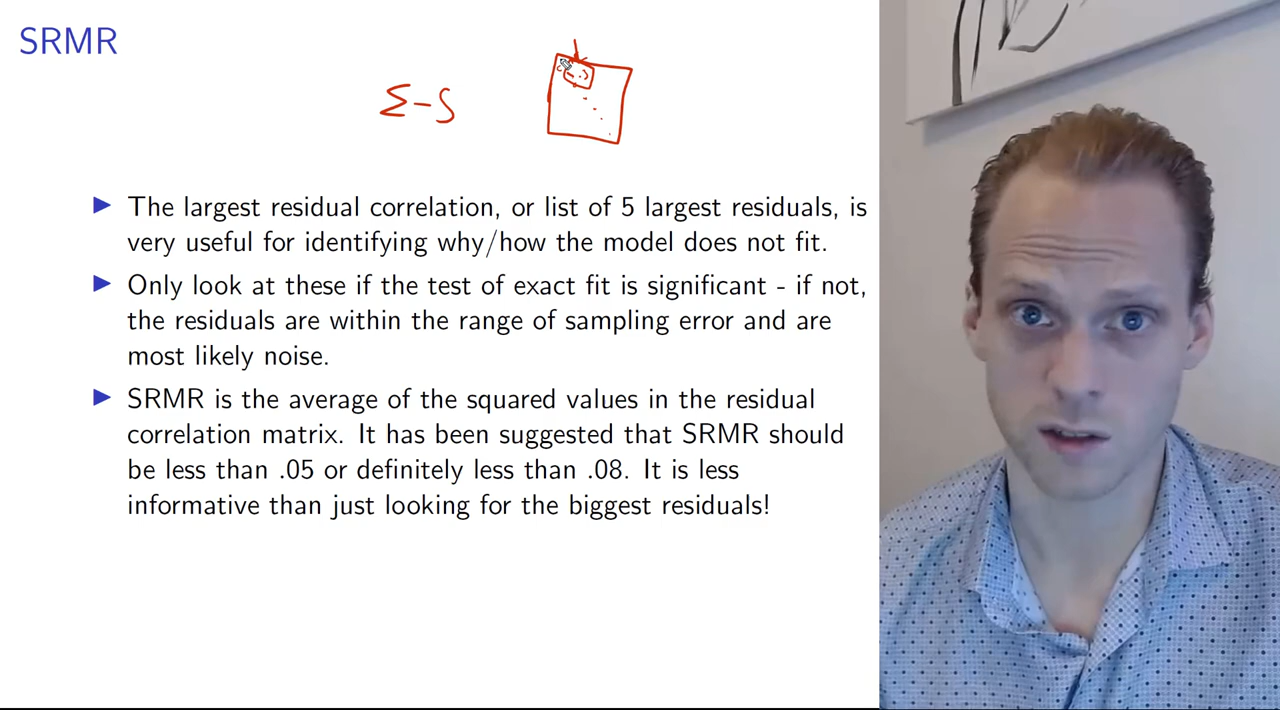 SRMR
Σ-S
▶ The largest residual correlation, or list of 5 largest residuals, is
very useful for identifying why/how the model does not fit.
▶ Only look at these if the test of exact fit is significant - if not,
the residuals are within the range of sampling error and are
most likely noise.
▶ SRMR is the average of the squared values in the residual
correlation matrix. It has been suggested that SRMR should
be less than .05 or definitely less than .08. It is less
informative than just looking for the biggest residuals!